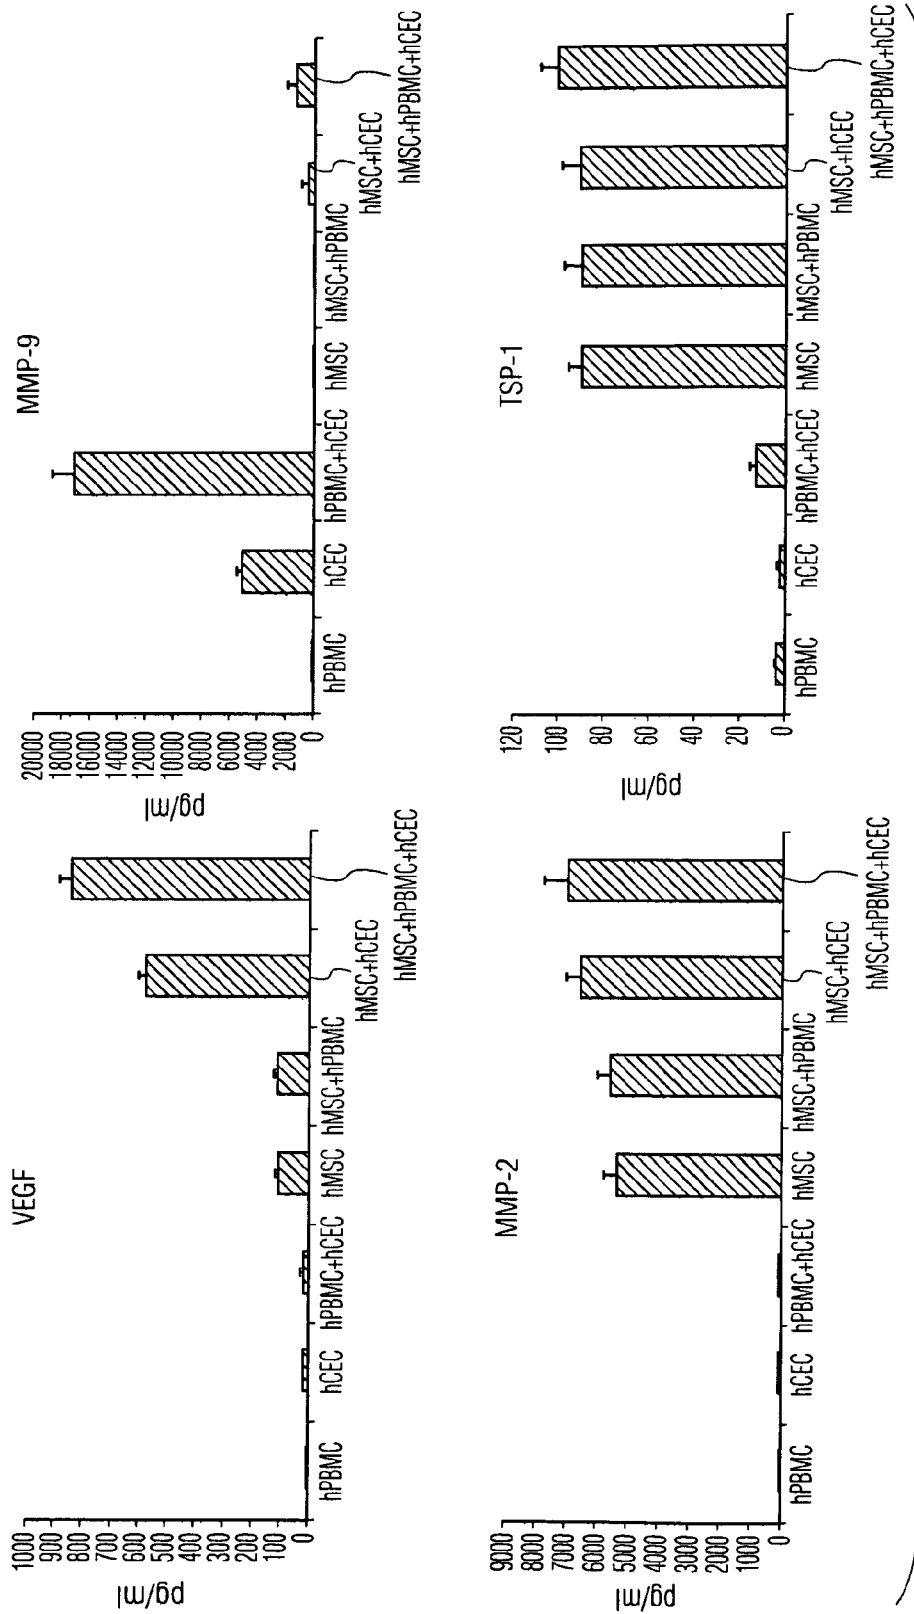 VEGF
1000
900
800
700
600
500
400
300
200
100
0
pg/ml
hPBMC
hCEC
hPBMC+hCEC
hMSC
hMSC+hPBMC
hMSC+hCEC
hMSC+hPBMC+hCEC
MMP-9
20000
18000
16000
14000
12000
10000
8000
6000
4000
2000
0
pg/ml
hPBMC
hCEC
hPBMC+hCEC
hMSC
hMSC+hPBMC
hMSC+hCEC
hMSC+hPBMC+hCEC
MMP-2
9000
8000
7000
6000
5000
4000
3000
2000
1000
0
pg/ml
hPBMC
hCEC
hPBMC+hCEC
hMSC
hMSC+hPBMC
hMSC+hCEC
hMSC+hPBMC+hCEC
TSP-1
120
100
80
60
40
20
0
pg/ml
hPBMC
hCEC
hPBMC+hCEC
hMSC
hMSC+hPBMC
hMSC+hCEC
hMSC+hPBMC+hCEC